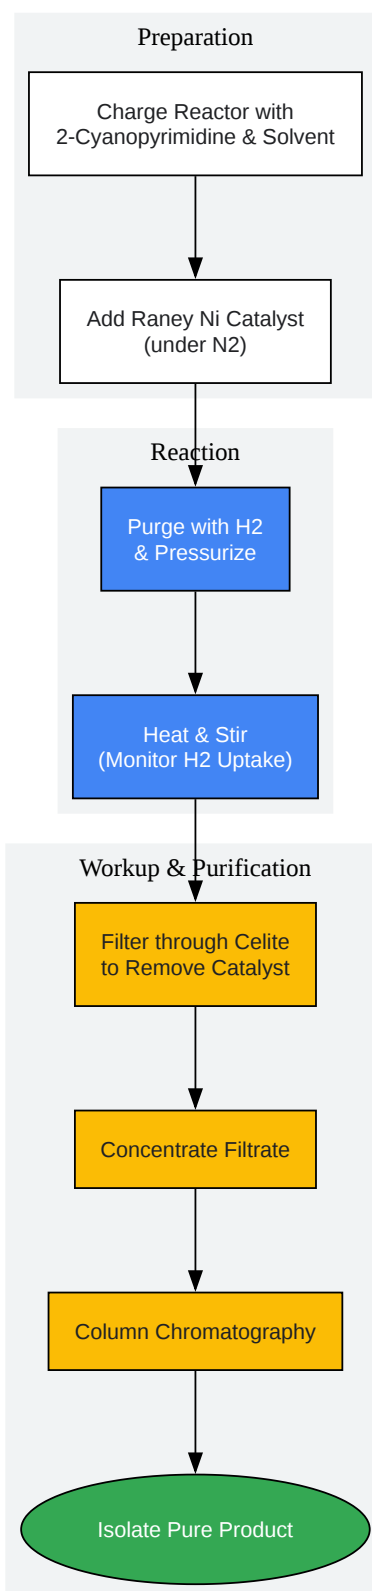 Preparation
Charge Reactor with
2-Cyanopyrimidine & Solvent
Add Raney Ni Catalyst
(under N2)
Reaction
Purge with H2
& Pressurize
Heat & Stir
(Monitor H2 Uptake)
Workup & Purification
Filter through Celite
to Remove Catalyst
Concentrate Filtrate
Column Chromatography
Isolate Pure Product